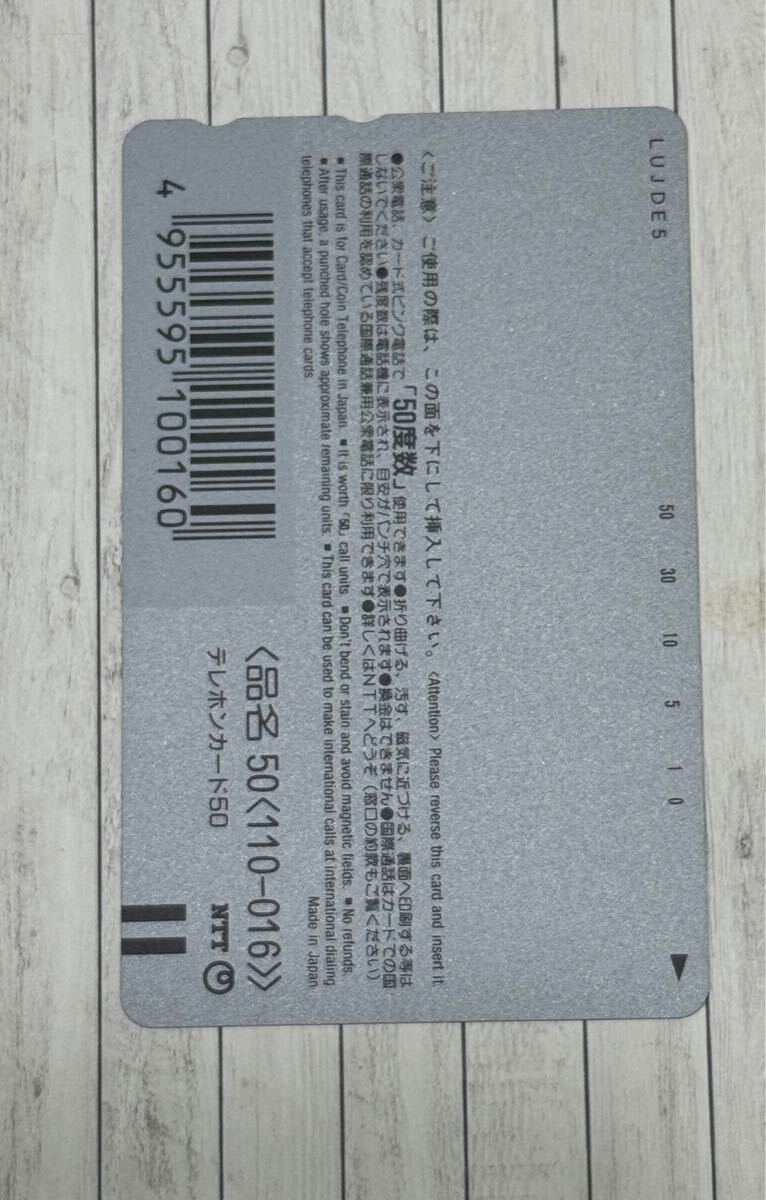 LUJDE5
50 30 10 5 1 0
〈ご注意〉ご使用の際は、この面を下にして挿入して下さい。〈Attention〉Please reverse this card and insert it
●公衆電話、カード式ピンク電話で「50度数」使用できます●折り曲げる、汚す、磁気に近づける、裏面へ印刷する等は
しないでください●残度数は電話機に表示され、目安がパンチ穴で表示されます●換金はできません●国際通話はカードでの国
際通話の利用を認めている国際通話兼用公衆電話に限り利用できます●詳しくはNTTへどうぞ（窓口の約款もご覧ください）
■This card is for Card/Coin Telephone in Japan. ■It is worth「50」call units. ■Don't bend or stain and avoid magnetic fields. ■No refunds.
■After usage, a punched hole shows approximate remaining units. ■This card can be used to make international calls at international dialing
telephones that accept telephone cards. Made in Japan
4 955595 100160
〈品名 50〈110-016〉〉
テレホンカード50
NTT